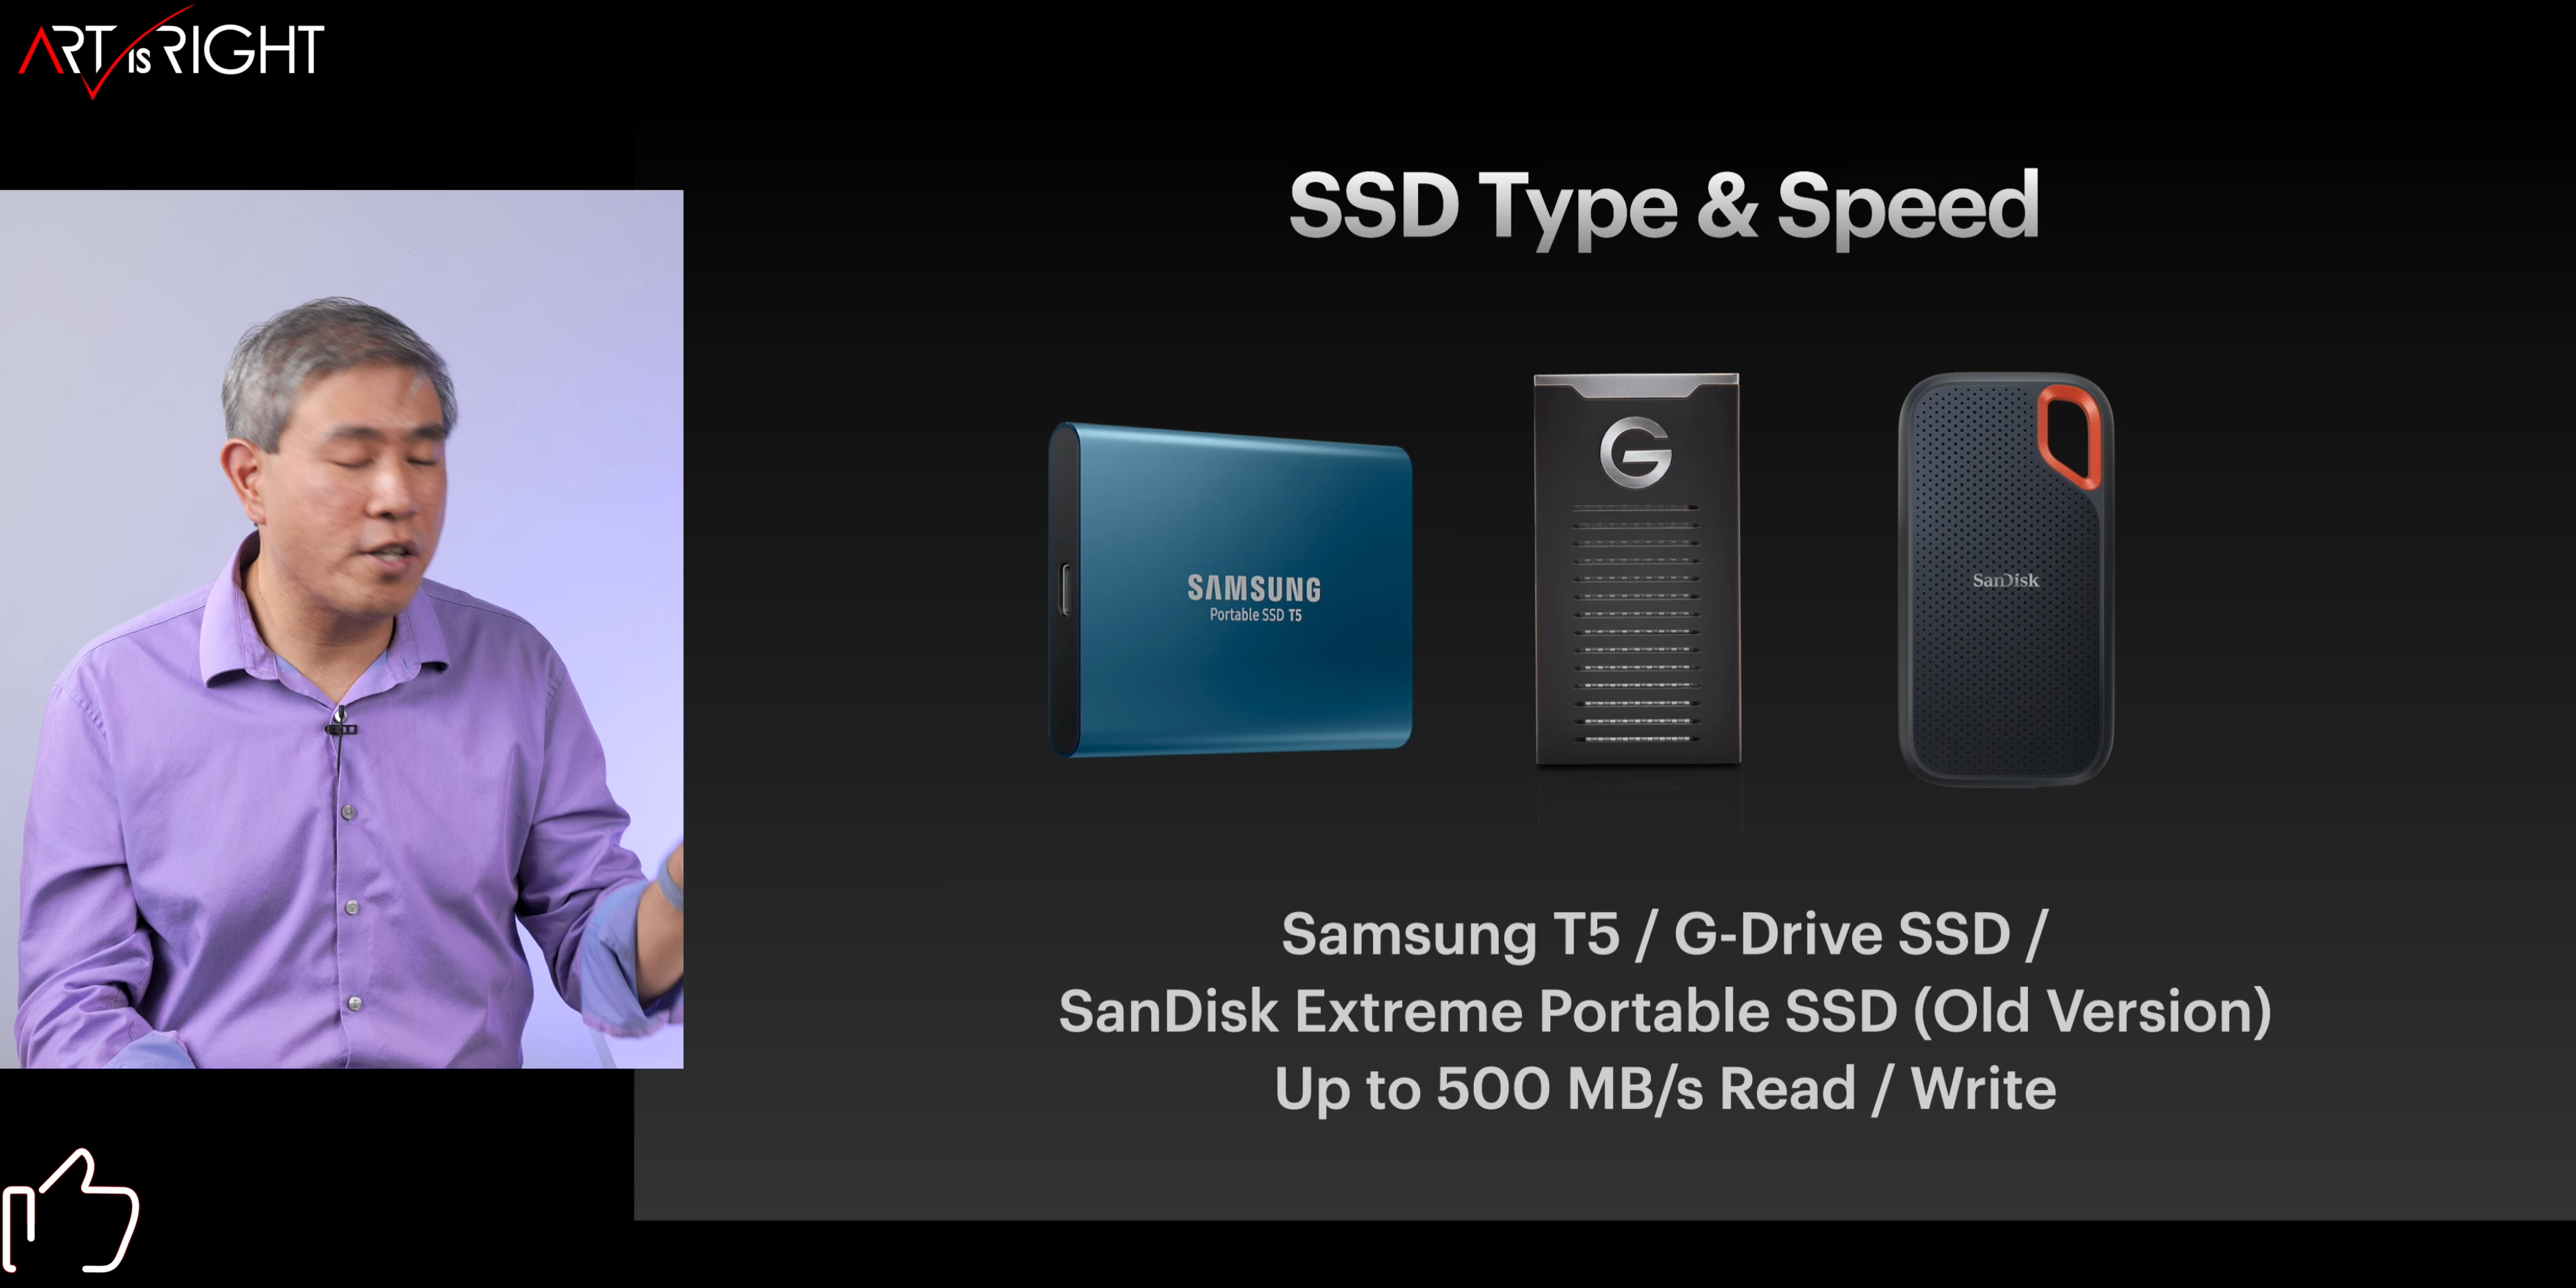 ART IS RIGHT
SSD Type & Speed
SAMSUNG
Portable SSD T5
G
SanDisk
Samsung T5 / G-Drive SSD /
SanDisk Extreme Portable SSD (Old Version)
Up to 500 MB/s Read / Write